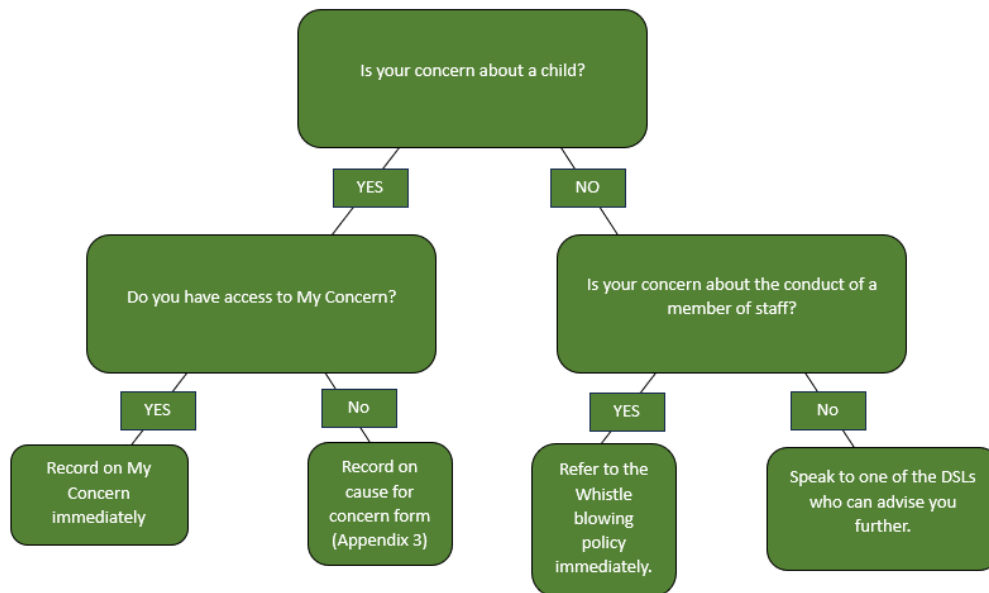 Is your concern about a child?
YES
NO
Do you have access to My Concern?
Is your concern about the conduct of a
member of staff?
YES
No
YES
No
Record on My
Concern
immediately
Record on
cause for
concern form
(Appendix 3)
Refer to the
Whistle
blowing
policy
immediately.
Speak to one of the DSLs
who can advise you
further.